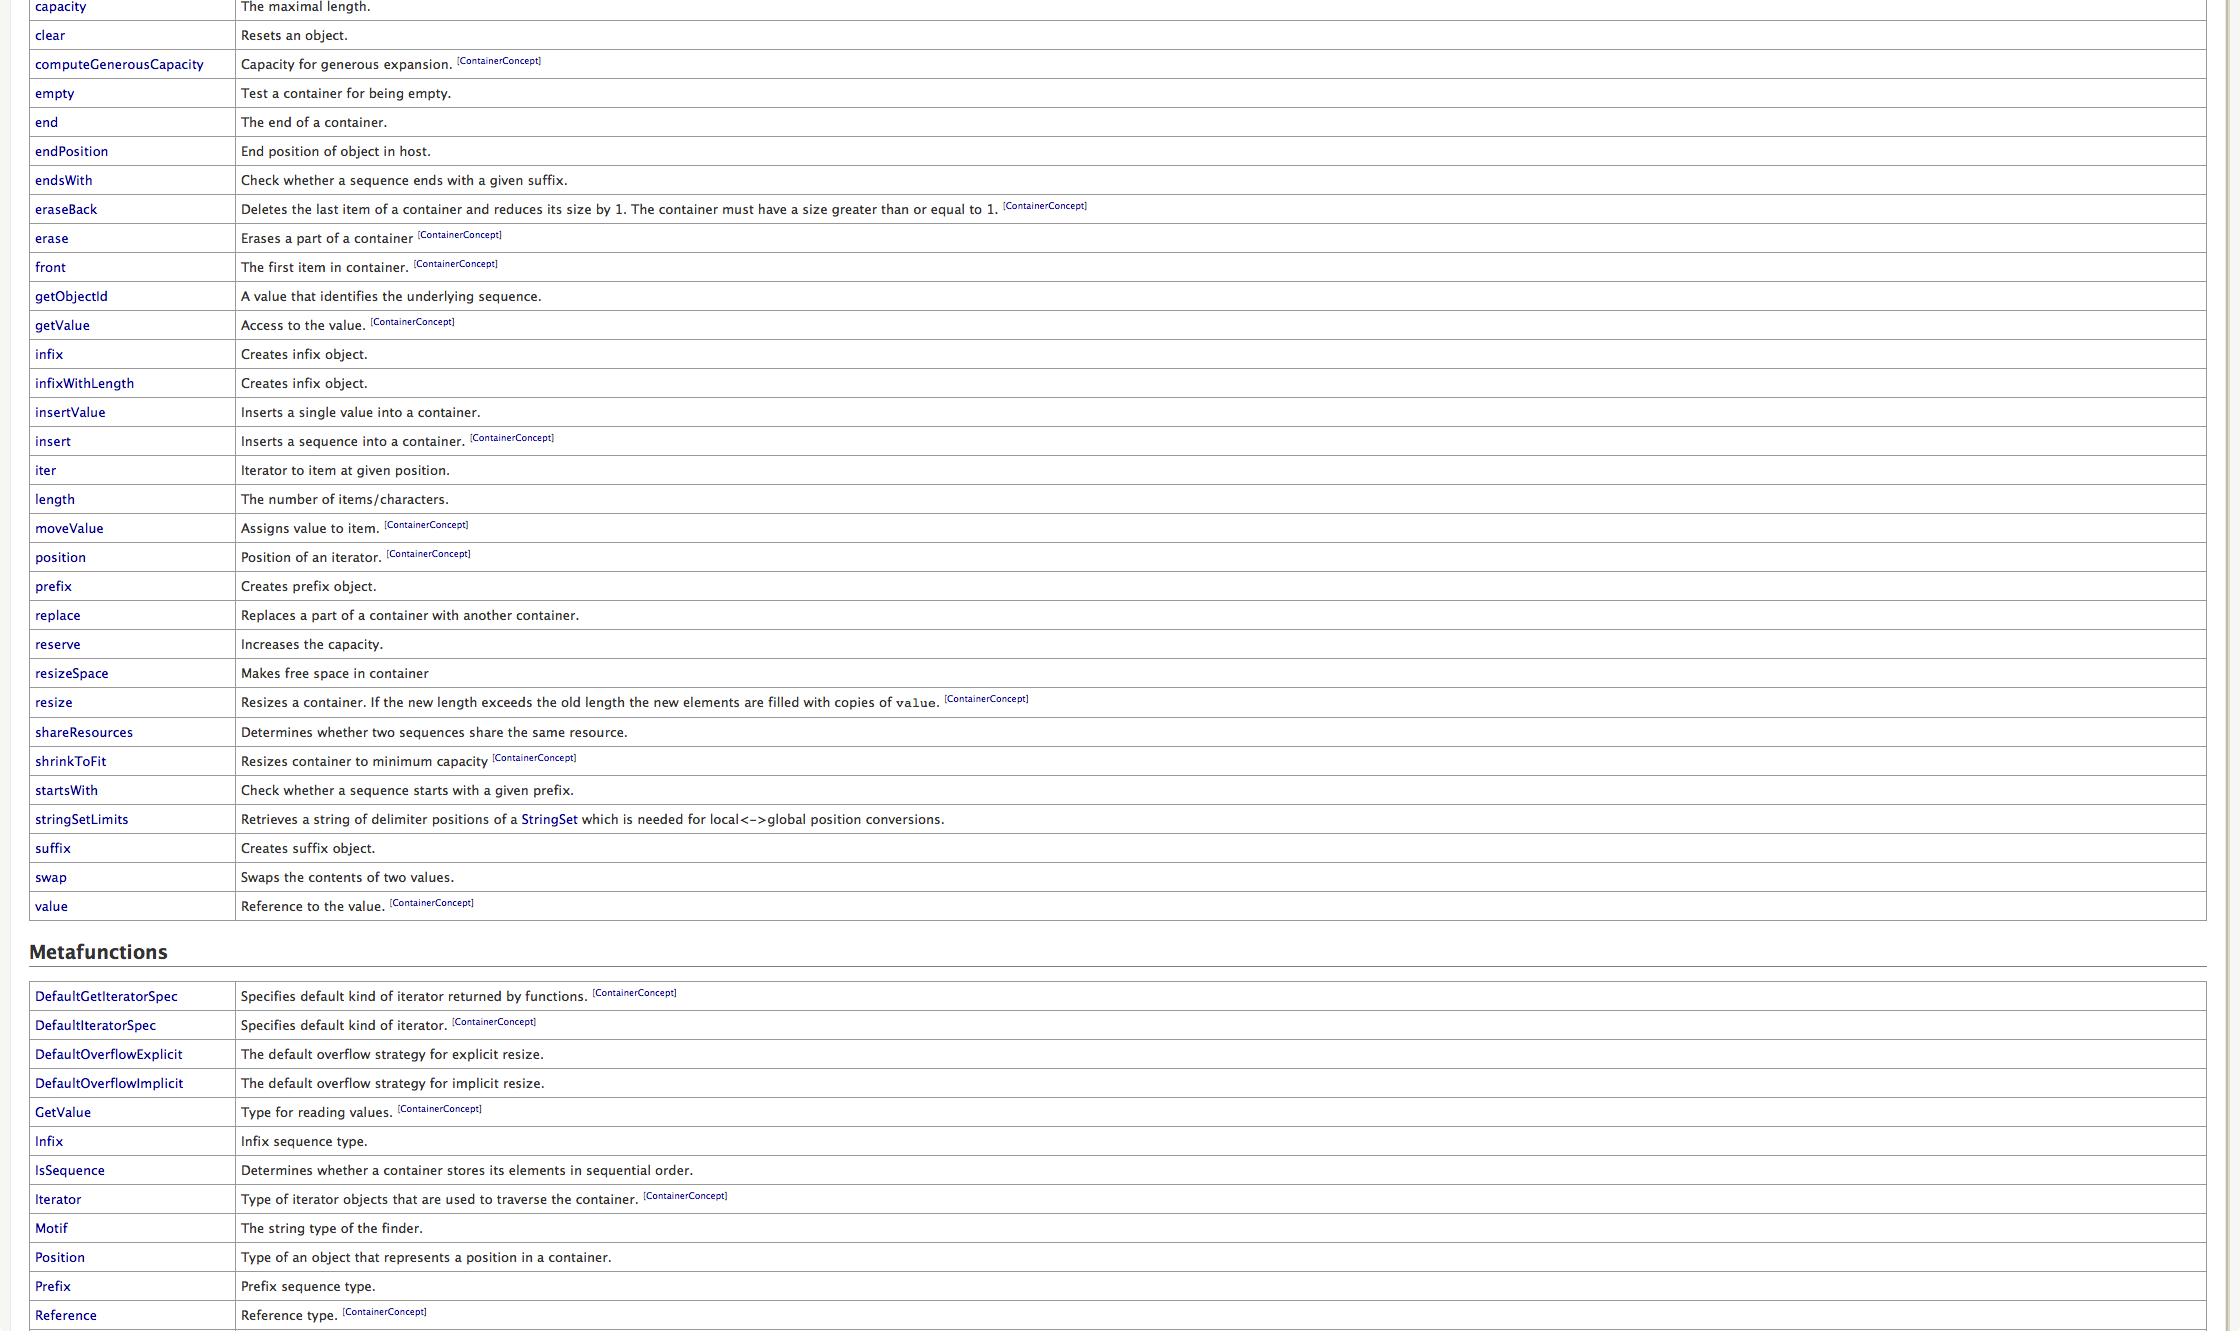 capacity The maximal length.
clear Resets an object.
computeGenerousCapacity Capacity for generous expansion. [ContainerConcept]
empty Test a container for being empty.
end The end of a container.
endPosition End position of object in host.
endsWith Check whether a sequence ends with a given suffix.
eraseBack Deletes the last item of a container and reduces its size by 1. The container must have a size greater than or equal to 1. [ContainerConcept]
erase Erases a part of a container [ContainerConcept]
front The first item in container. [ContainerConcept]
getObjectId A value that identifies the underlying sequence.
getValue Access to the value. [ContainerConcept]
infix Creates infix object.
infixWithLength Creates infix object.
insertValue Inserts a single value into a container.
insert Inserts a sequence into a container. [ContainerConcept]
iter Iterator to item at given position.
length The number of items/characters.
moveValue Assigns value to item. [ContainerConcept]
position Position of an iterator. [ContainerConcept]
prefix Creates prefix object.
replace Replaces a part of a container with another container.
reserve Increases the capacity.
resizeSpace Makes free space in container
resize Resizes a container. If the new length exceeds the old length the new elements are filled with copies of value. [ContainerConcept]
shareResources Determines whether two sequences share the same resource.
shrinkToFit Resizes container to minimum capacity [ContainerConcept]
startsWith Check whether a sequence starts with a given prefix.
stringSetLimits Retrieves a string of delimiter positions of a StringSet which is needed for local<->global position conversions.
suffix Creates suffix object.
swap Swaps the contents of two values.
value Reference to the value. [ContainerConcept]
Metafunctions
DefaultGetIteratorSpec Specifies default kind of iterator returned by functions. [ContainerConcept]
DefaultIteratorSpec Specifies default kind of iterator. [ContainerConcept]
DefaultOverflowExplicit The default overflow strategy for explicit resize.
DefaultOverflowImplicit The default overflow strategy for implicit resize.
GetValue Type for reading values. [ContainerConcept]
Infix Infix sequence type.
IsSequence Determines whether a container stores its elements in sequential order.
Iterator Type of iterator objects that are used to traverse the container. [ContainerConcept]
Motif The string type of the finder.
Position Type of an object that represents a position in a container.
Prefix Prefix sequence type.
Reference Reference type. [ContainerConcept]